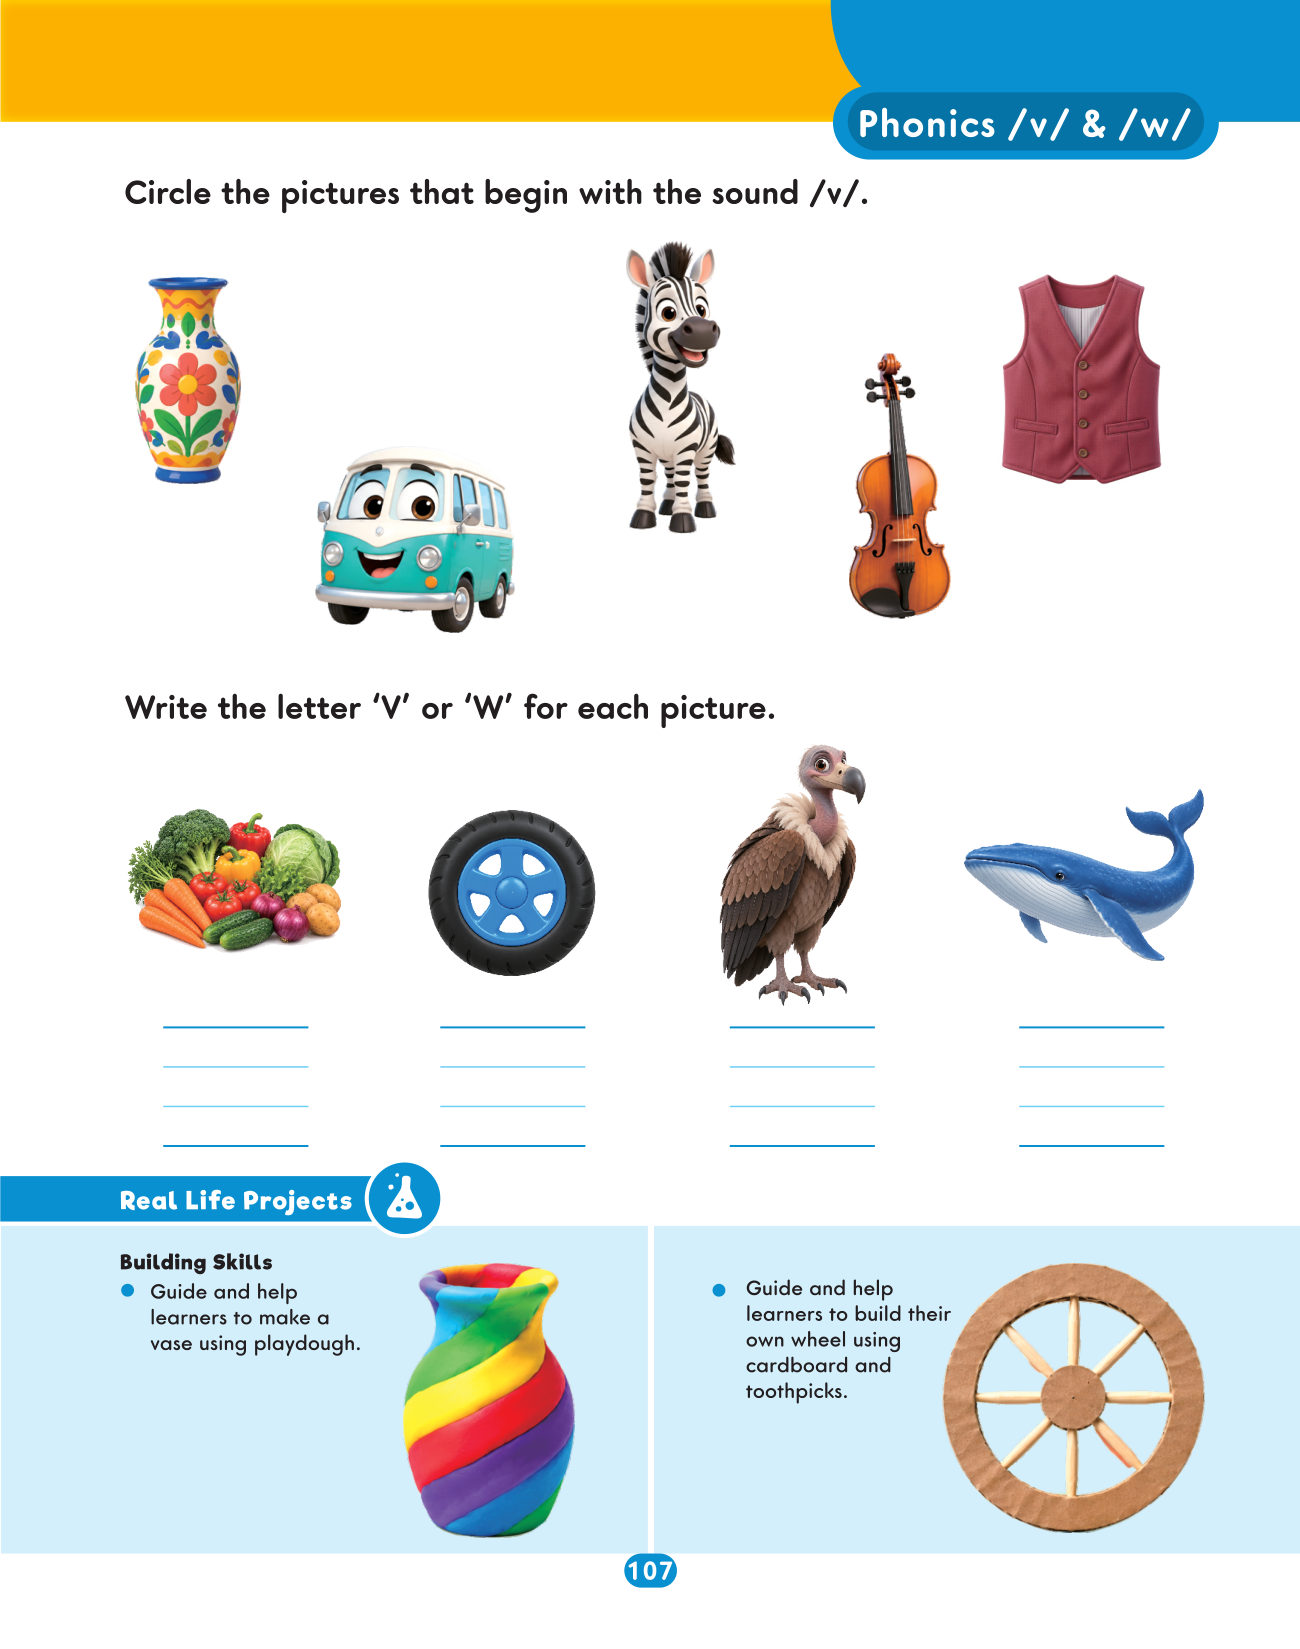 Phonics /v/ & /w/
Circle the pictures that begin with the sound /v/.
Write the letter ‘V’ or ‘W’ for each picture.
Real Life Projects
Building Skills
Guide and help
learners to make a
vase using playdough.
Guide and help
learners to build their
own wheel using
cardboard and
toothpicks.
107